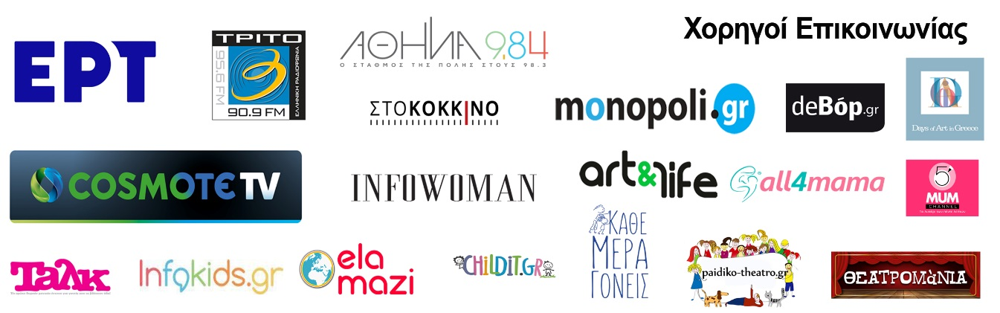 Χορηγοί Επικοινωνίας
ΕΡΤ
ΤΡΙΤΟ
95.6 FM
ΕΛΛΗΝΙΚΗ ΡΑΔΙΟΦΩΝΙΑ
90.9 FM
ΑΘΗΝΑ 9.84
Ο ΣΤΑΘΜΟΣ ΤΗΣ ΠΟΛΗΣ ΣΤΟΥΣ 98.3
ΣΤΟΚΟΚΚΙΝΟ
monopoli.gr
deBόp.gr
Days of Art in Greece
COSMOTE TV
INFOWOMAN
art&life
all4mama
5'
MUM
CHANNEL
Ταλκ
Infokids.gr
ela
mazi
CHILDIT.GR
ΚΑΘΕ
ΜΕΡΑ
ΓΟΝΕΙΣ
paidiko-theatro.gr
ΘΕΑΤΡΟΜάΝΙΑ